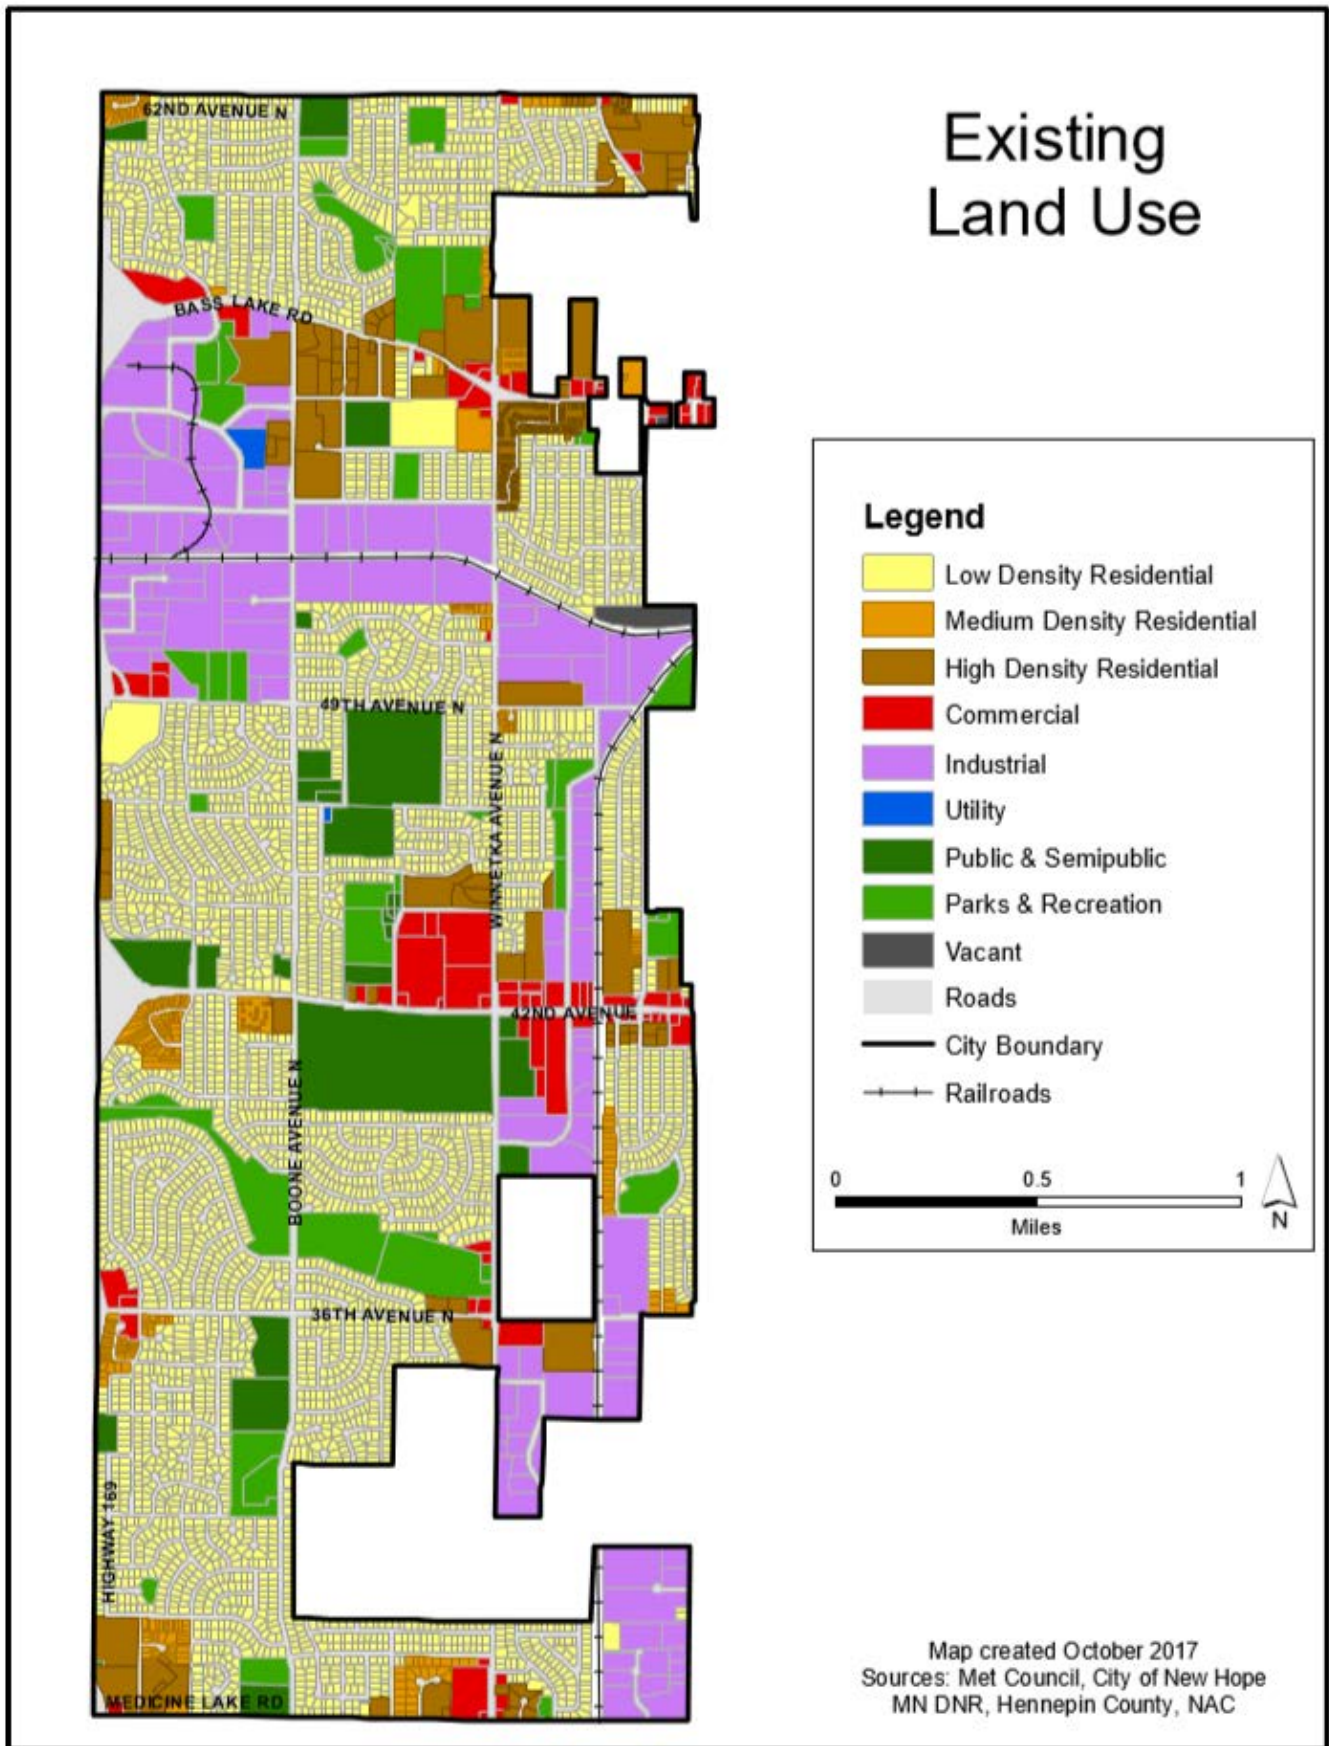 Existing
Land Use
62ND AVENUE N
BASS LAKE RD
49TH AVENUE N
WINNETKA AVENUE N
42ND AVENUE
BOONE AVENUE N
36TH AVENUE N
HIGHWAY 169
MEDICINE LAKE RD
Legend
Low Density Residential
Medium Density Residential
High Density Residential
Commercial
Industrial
Utility
Public & Semipublic
Parks & Recreation
Vacant
Roads
City Boundary
Railroads
0 0.5 1
Miles
N
Map created October 2017
Sources: Met Council, City of New Hope
MN DNR, Hennepin County, NAC